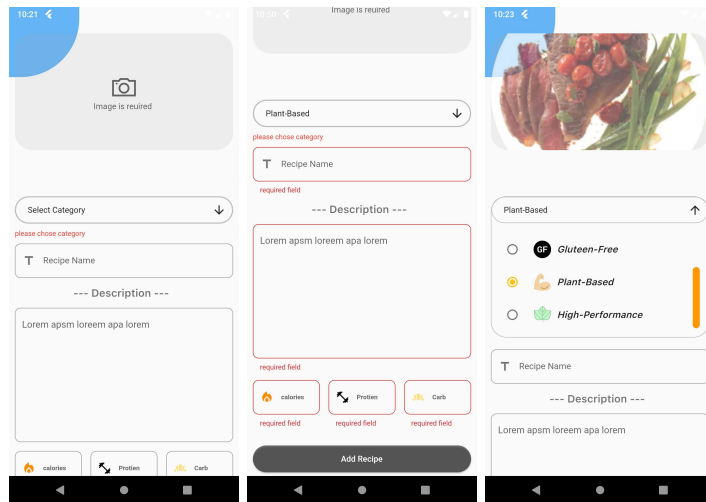 10:21
Image is reuired
Select Category
please chose category
Recipe Name
--- Description ---
Lorem apsm loreem apa lorem
calories
Protien
Carb
10:50
Image is reuired
Plant-Based
please chose category
Recipe Name
required field
--- Description ---
Lorem apsm loreem apa lorem
required field
calories
Protien
Carb
required field
required field
required field
Add Recipe
10:23
Plant-Based
GF Gluteen-Free
Plant-Based
High-Performance
Recipe Name
--- Description ---
Lorem apsm loreem apa lorem